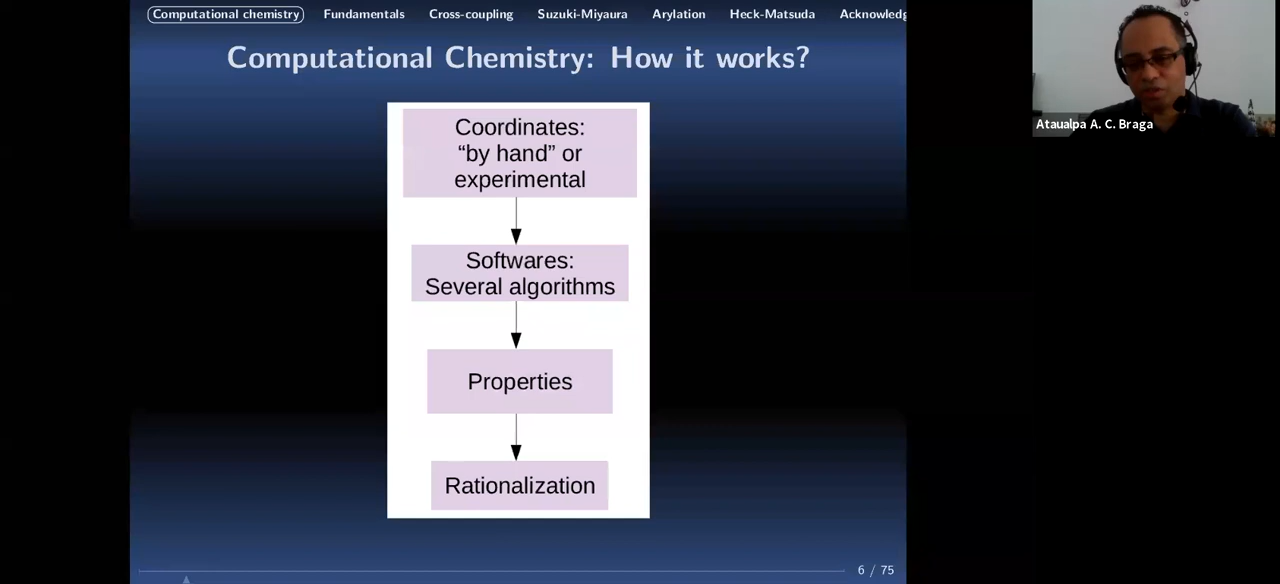 Computational chemistry Fundamentals Cross-coupling Suzuki-Miyaura Arylation Heck-Matsuda Acknowledg
Computational Chemistry: How it works?
Coordinates:
“by hand” or
experimental
Softwares:
Several algorithms
Properties
Rationalization
6 / 75
Ataualpa A. C. Braga